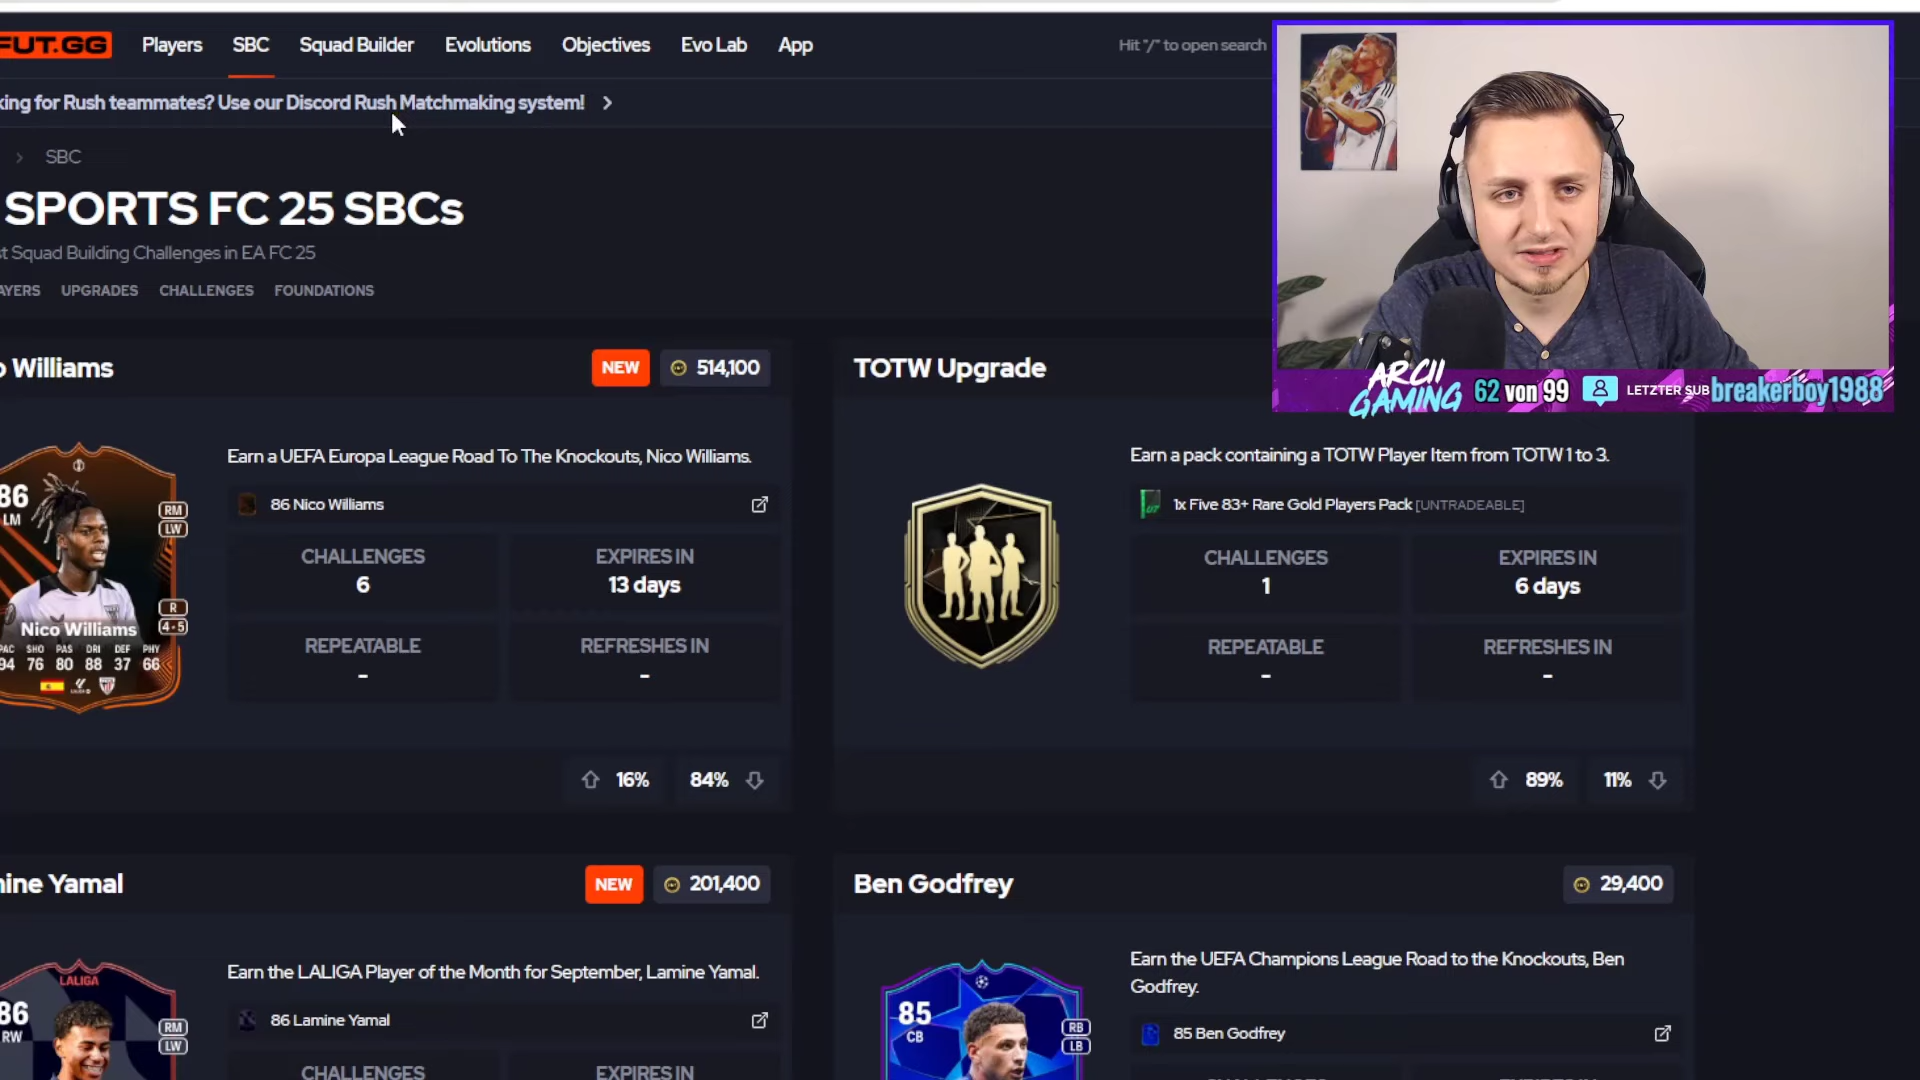 FUT.GG
Players SBC Squad Builder Evolutions Objectives Evo Lab App Hit "/" to open search
king for Rush teammates? Use our Discord Rush Matchmaking system!
SBC
SPORTS FC 25 SBCs
st Squad Building Challenges in EA FC 25
AYERS UPGRADES CHALLENGES FOUNDATIONS
ARCII
GAMING
62 von 99
LETZTER SUB breakerboy1988
o Williams NEW 514,100
86
LM
RM
LW
R
4-5
Nico Williams
PAC SHO PAS DRI DEF PHY
94 76 80 88 37 66
Earn a UEFA Europa League Road To The Knockouts, Nico Williams.
86 Nico Williams
CHALLENGES
6
EXPIRES IN
13 days
REPEATABLE
-
REFRESHES IN
-
16% 84%
TOTW Upgrade
Earn a pack containing a TOTW Player Item from TOTW 1 to 3.
1x Five 83+ Rare Gold Players Pack [UNTRADEABLE]
CHALLENGES
1
EXPIRES IN
6 days
REPEATABLE
-
REFRESHES IN
-
89% 11%
mine Yamal NEW 201,400
LALIGA
86
RW
RM
LW
Earn the LALIGA Player of the Month for September, Lamine Yamal.
86 Lamine Yamal
CHALLENGES
EXPIRES IN
Ben Godfrey 29,400
85
CB
RB
LB
Earn the UEFA Champions League Road to the Knockouts, Ben
Godfrey.
85 Ben Godfrey